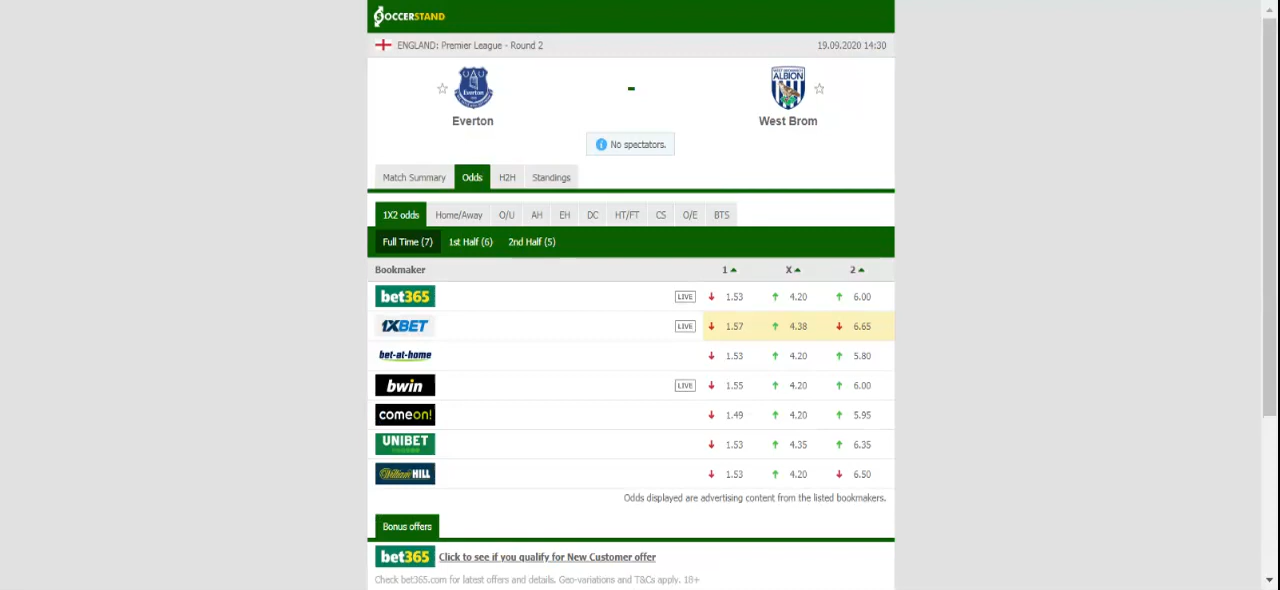 SOCCERSTAND
ENGLAND: Premier League - Round 2 19.09.2020 14:30
ALBION
Everton
-
Everton West Brom
No spectators.
Match Summary Odds H2H Standings
1X2 odds Home/Away O/U AH EH DC HT/FT CS O/E BTS
Full Time (7) 1st Half (6) 2nd Half (5)
Bookmaker 1 X 2
bet365 LIVE 1.53 4.20 6.00
1XBET LIVE 1.57 4.38 6.65
bet-at-home 1.53 4.20 5.80
bwin LIVE 1.55 4.20 6.00
comeon! 1.49 4.20 5.95
UNIBET 1.53 4.35 6.35
William HILL 1.53 4.20 6.50
Odds displayed are advertising content from the listed bookmakers.
Bonus offers
bet365 Click to see if you qualify for New Customer offer
Check bet365.com for latest offers and details. Geo-variations and T&Cs apply. 18+